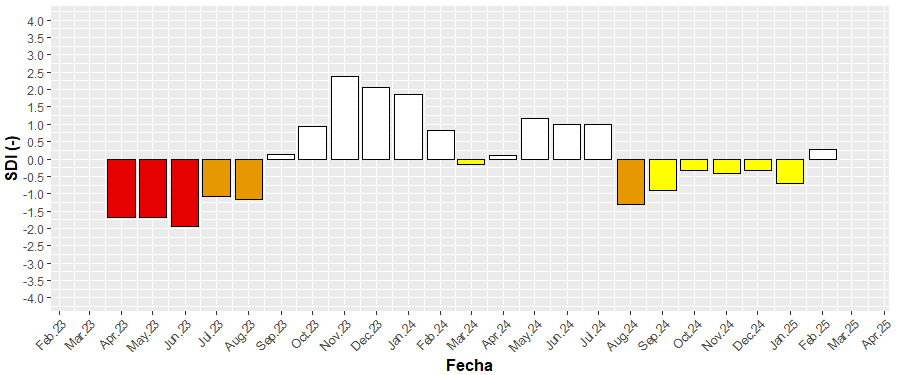 4.0
3.5
3.0
2.5
2.0
1.5
1.0
0.5
0.0
-0.5
-1.0
-1.5
-2.0
-2.5
-3.0
-3.5
-4.0
SDI (-)
Feb.23
Mar.23
Apr.23
May.23
Jun.23
Jul.23
Aug.23
Sep.23
Oct.23
Nov.23
Dec.23
Jan.24
Feb.24
Mar.24
Apr.24
May.24
Jun.24
Jul.24
Aug.24
Sep.24
Oct.24
Nov.24
Dec.24
Jan.25
Feb.25
Mar.25
Apr.25
Fecha